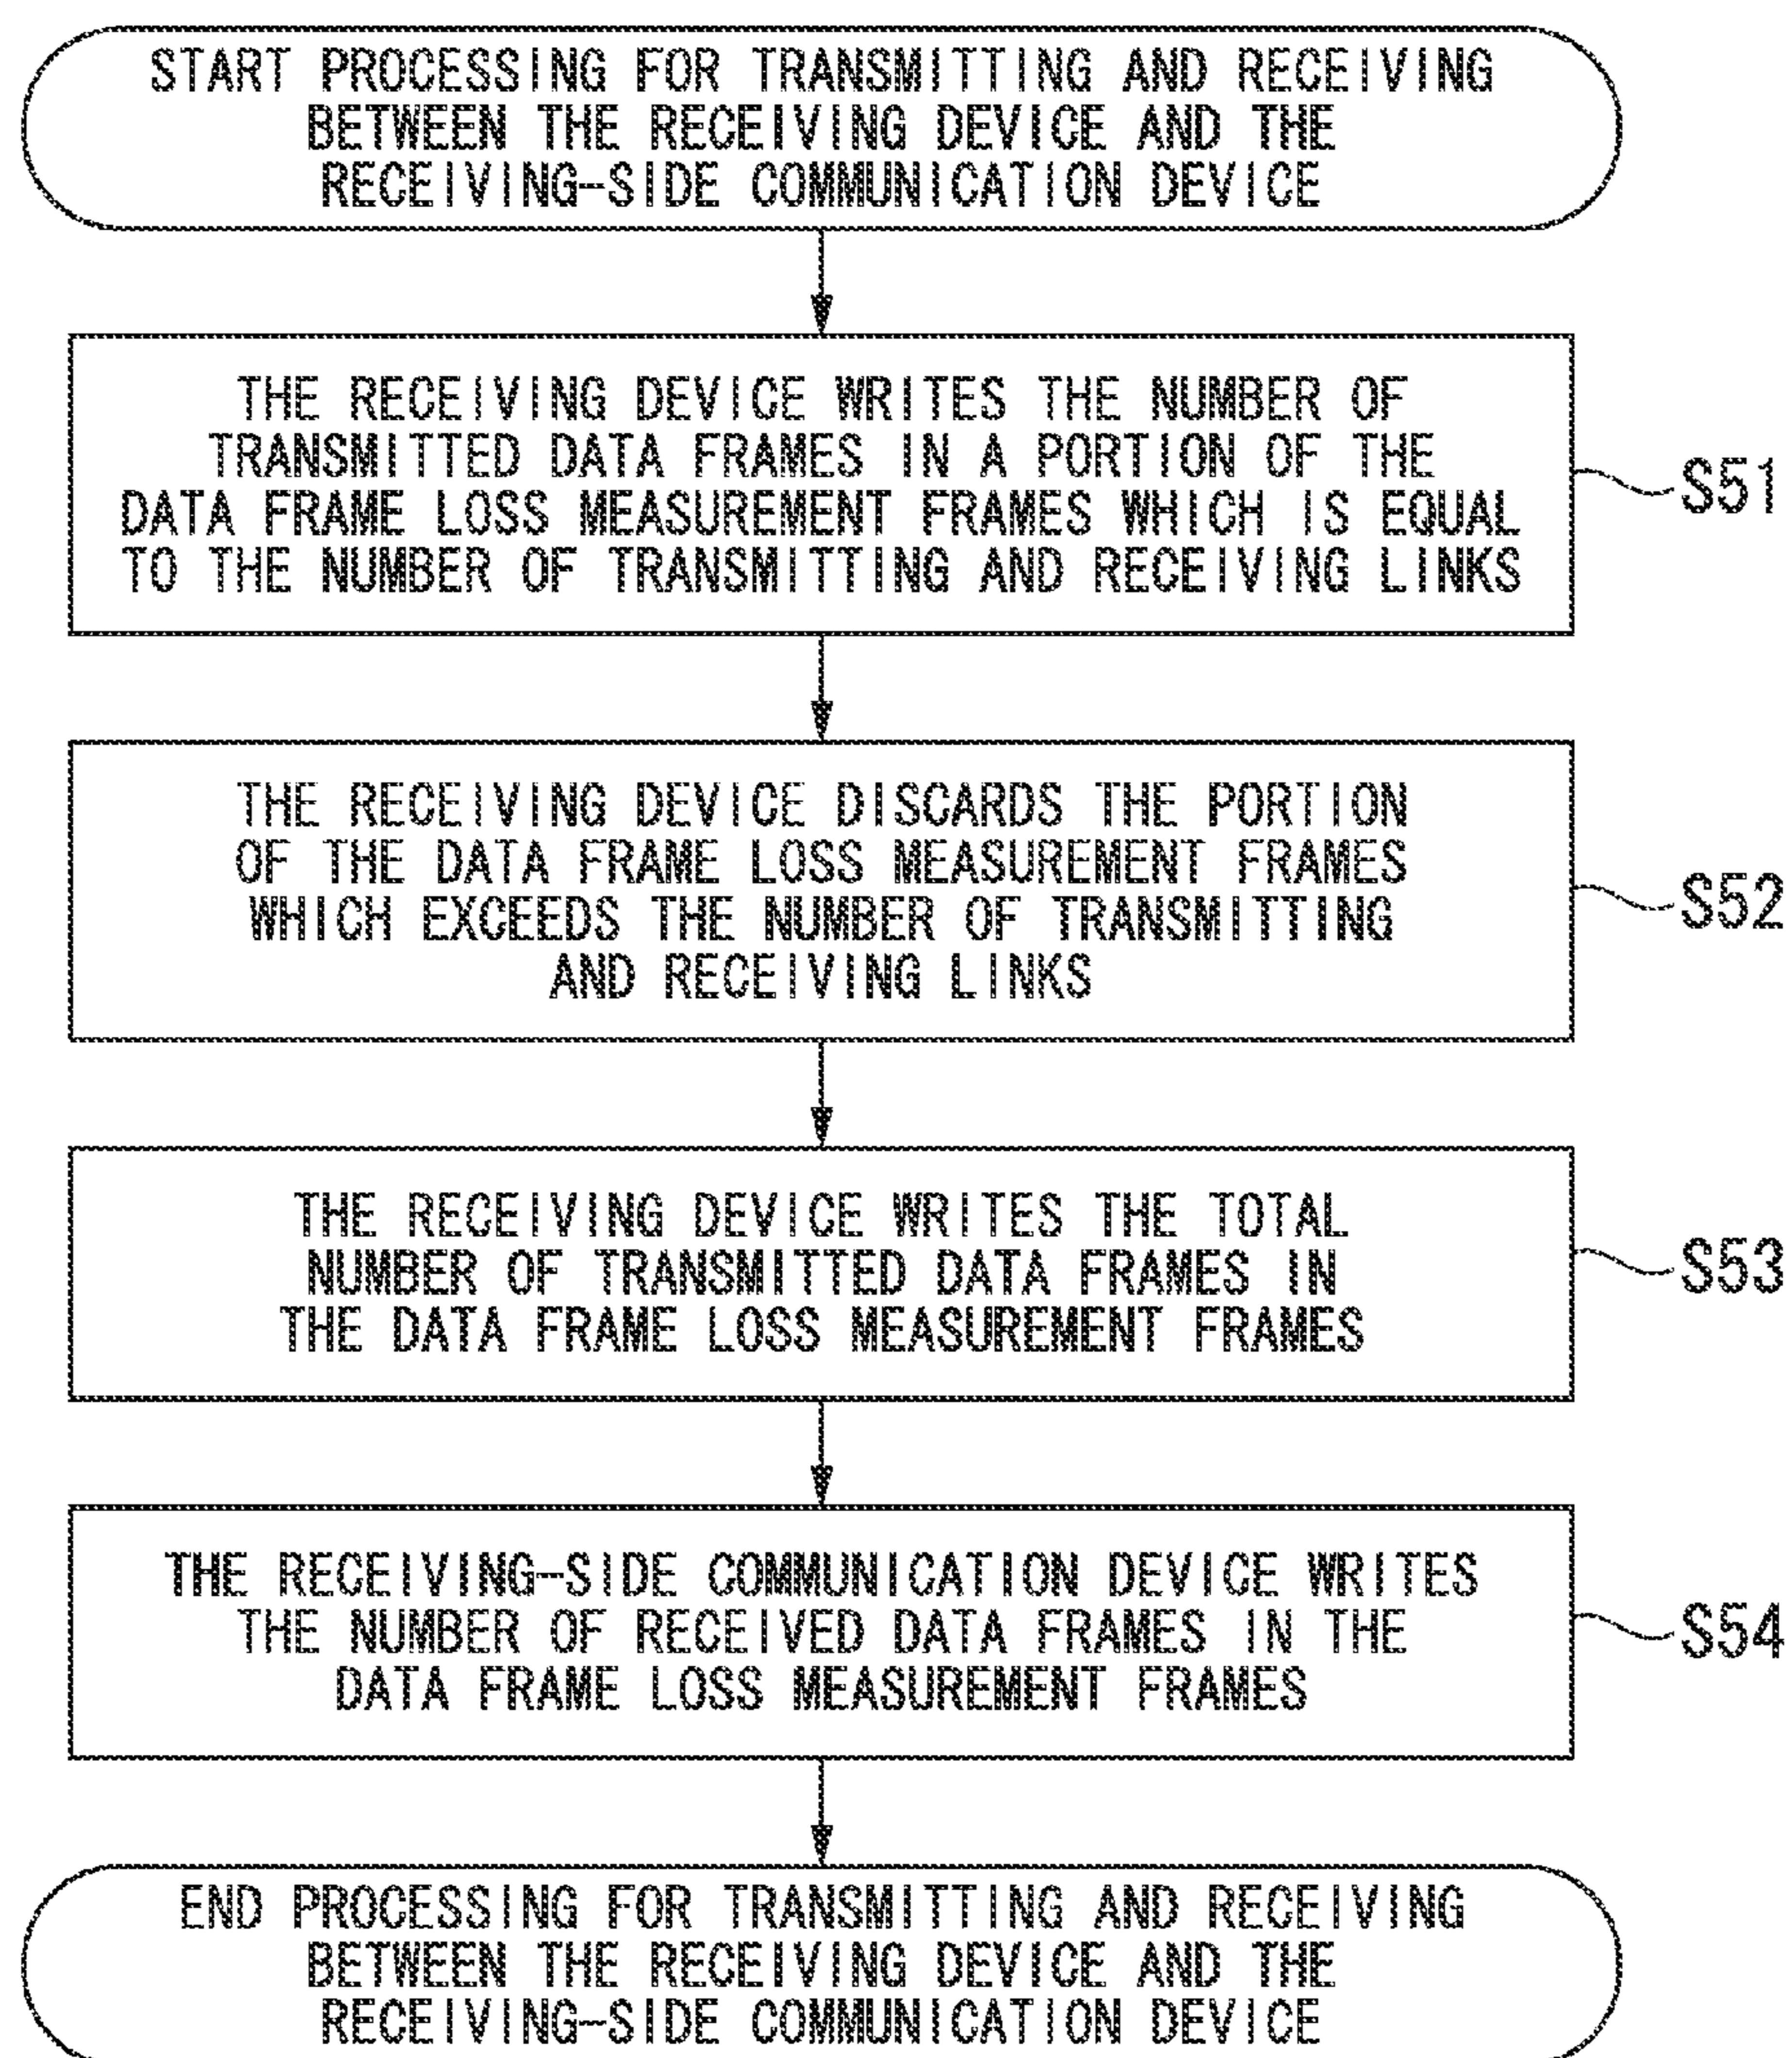 START PROCESSING FOR TRANSMITTING AND RECEIVING
BETWEEN THE RECEIVING DEVICE AND THE
RECEIVING-SIDE COMMUNICATION DEVICE
THE RECEIVING DEVICE WRITES THE NUMBER OF
TRANSMITTED DATA FRAMES IN A PORTION OF THE
DATA FRAME LOSS MEASUREMENT FRAMES WHICH IS EQUAL
TO THE NUMBER OF TRANSMITTING AND RECEIVING LINKS
S51
THE RECEIVING DEVICE DISCARDS THE PORTION
OF THE DATA FRAME LOSS MEASUREMENT FRAMES
WHICH EXCEEDS THE NUMBER OF TRANSMITTING
AND RECEIVING LINKS
S52
THE RECEIVING DEVICE WRITES THE TOTAL
NUMBER OF TRANSMITTED DATA FRAMES IN
THE DATA FRAME LOSS MEASUREMENT FRAMES
S53
THE RECEIVING-SIDE COMMUNICATION DEVICE WRITES
THE NUMBER OF RECEIVED DATA FRAMES IN THE
DATA FRAME LOSS MEASUREMENT FRAMES
S54
END PROCESSING FOR TRANSMITTING AND RECEIVING
BETWEEN THE RECEIVING DEVICE AND THE
RECEIVING-SIDE COMMUNICATION DEVICE